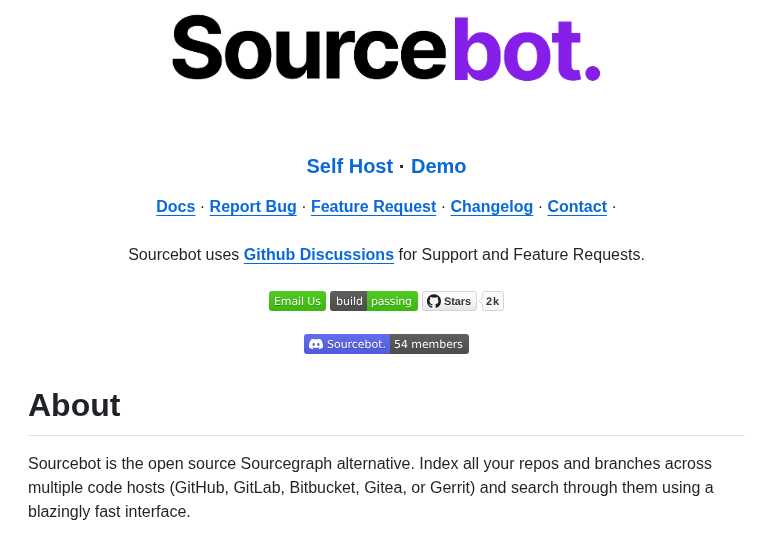 Sourcebot.
Self Host · Demo
Docs · Report Bug · Feature Request · Changelog · Contact ·
Sourcebot uses Github Discussions for Support and Feature Requests.
Email Us build passing Stars 2k
Sourcebot. 54 members
About
Sourcebot is the open source Sourcegraph alternative. Index all your repos and branches across
multiple code hosts (GitHub, GitLab, Bitbucket, Gitea, or Gerrit) and search through them using a
blazingly fast interface.